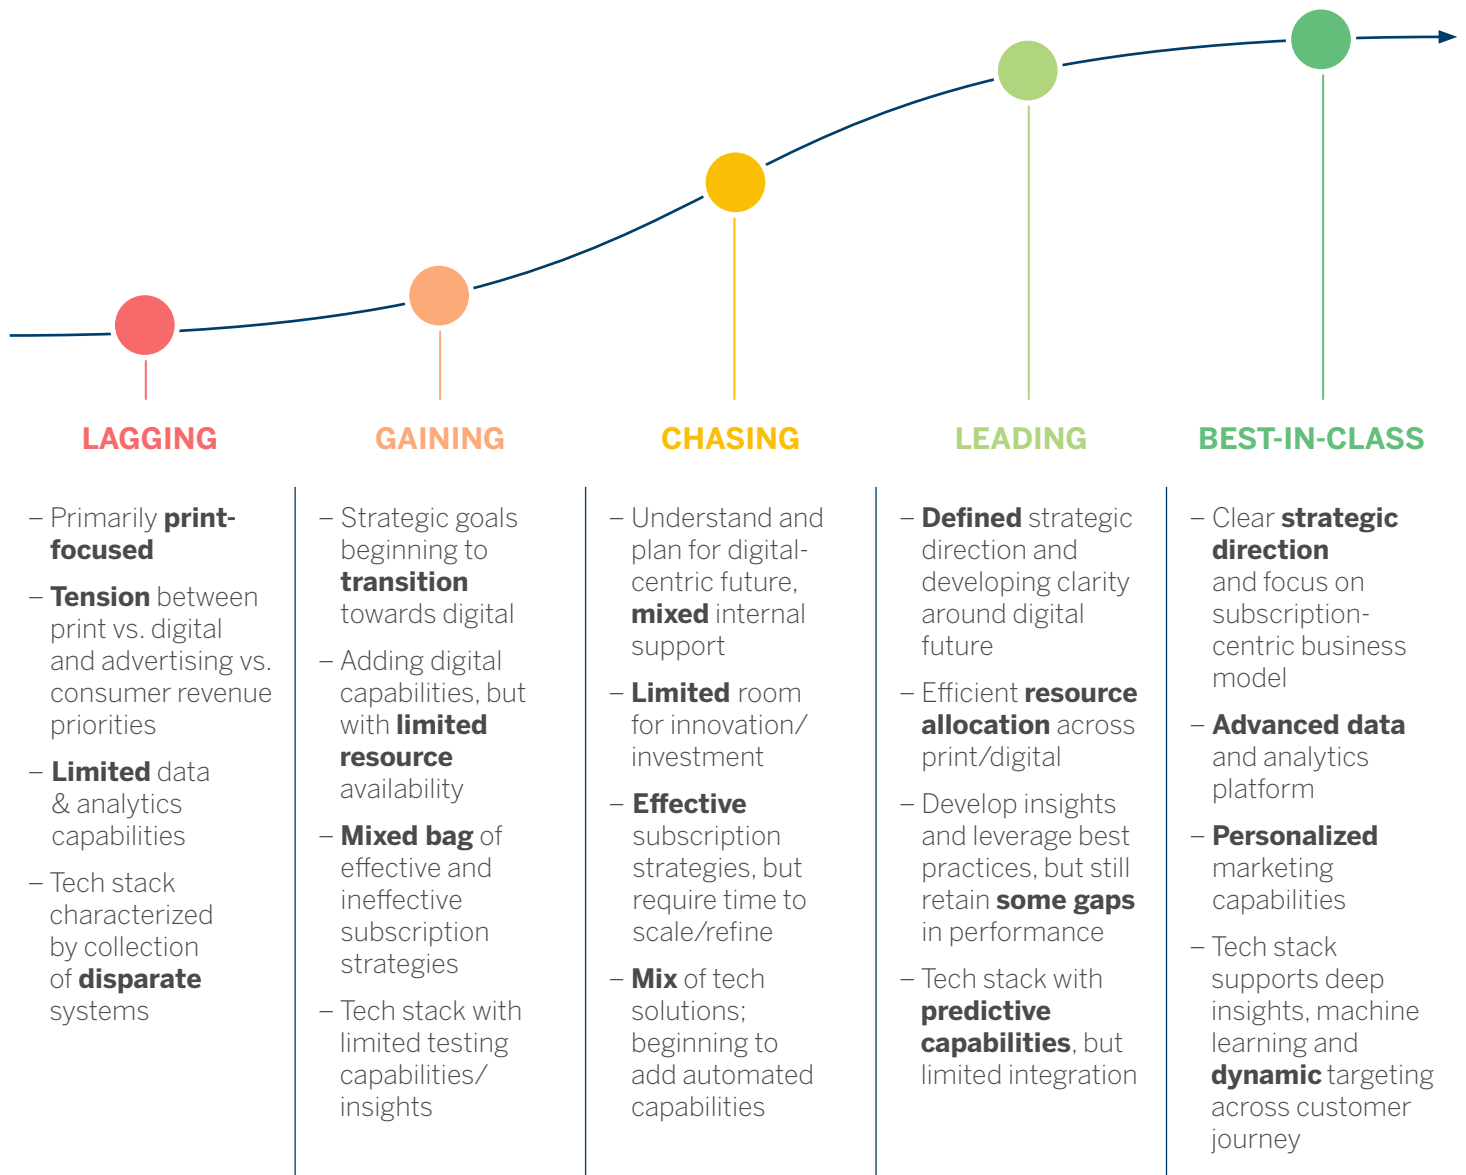 LAGGING
– Primarily print-
focused
– Tension between
print vs. digital
and advertising vs.
consumer revenue
priorities
– Limited data
& analytics
capabilities
– Tech stack
characterized
by collection
of disparate
systems
GAINING
– Strategic goals
beginning to
transition
towards digital
– Adding digital
capabilities, but
with limited
resource
availability
– Mixed bag of
effective and
ineffective
subscription
strategies
– Tech stack with
limited testing
capabilities/
insights
CHASING
– Understand and
plan for digital-
centric future,
mixed internal
support
– Limited room
for innovation/
investment
– Effective
subscription
strategies, but
require time to
scale/refine
– Mix of tech
solutions;
beginning to
add automated
capabilities
LEADING
– Defined strategic
direction and
developing clarity
around digital
future
– Efficient resource
allocation across
print/digital
– Develop insights
and leverage best
practices, but still
retain some gaps
in performance
– Tech stack with
predictive
capabilities, but
limited integration
BEST-IN-CLASS
– Clear strategic
direction
and focus on
subscription-
centric business
model
– Advanced data
and analytics
platform
– Personalized
marketing
capabilities
– Tech stack
supports deep
insights, machine
learning and
dynamic targeting
across customer
journey